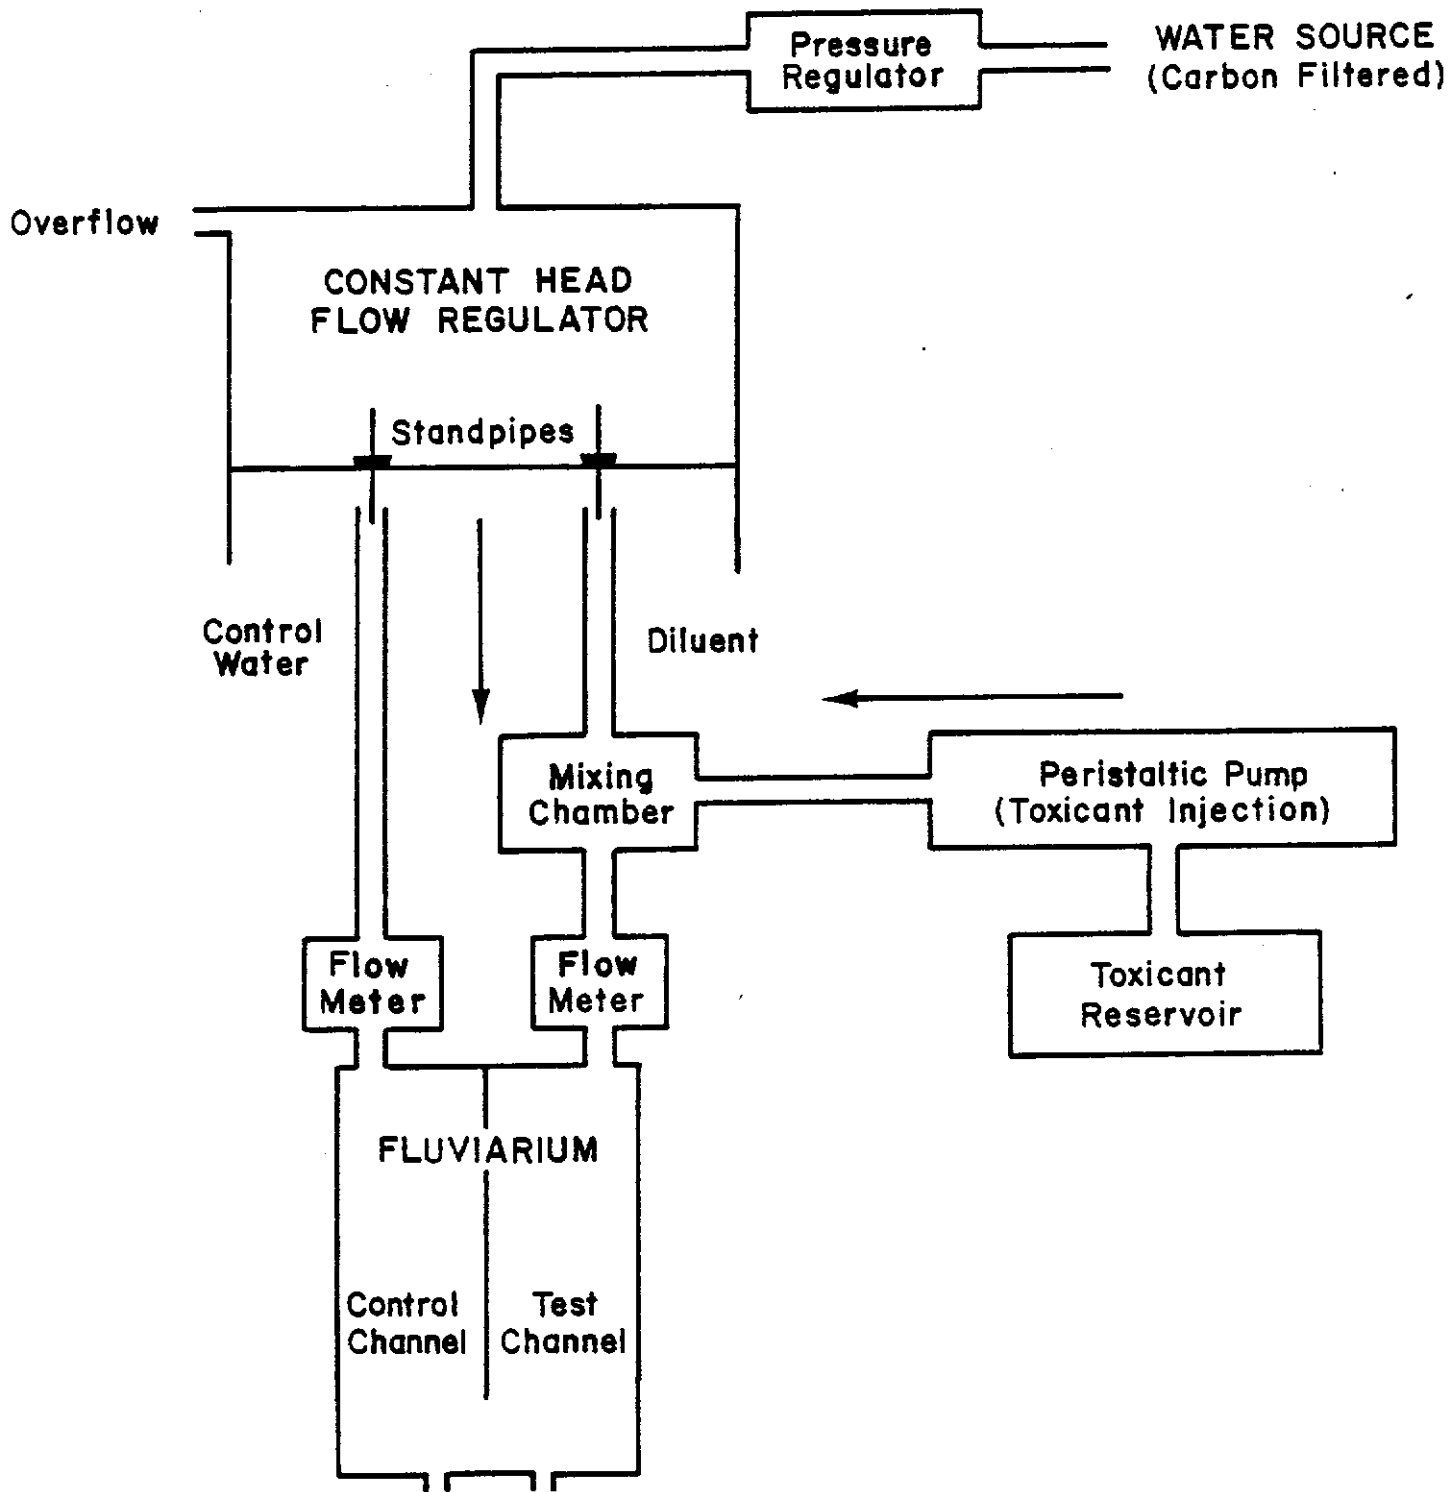 Pressure
Regulator
WATER SOURCE
(Carbon Filtered)
Overflow
CONSTANT HEAD
FLOW REGULATOR
Standpipes
Control
Water
Diluent
Mixing
Chamber
Peristaltic Pump
(Toxicant Injection)
Flow
Meter
Flow
Meter
Toxicant
Reservoir
FLUVIARIUM
Control
Channel
Test
Channel